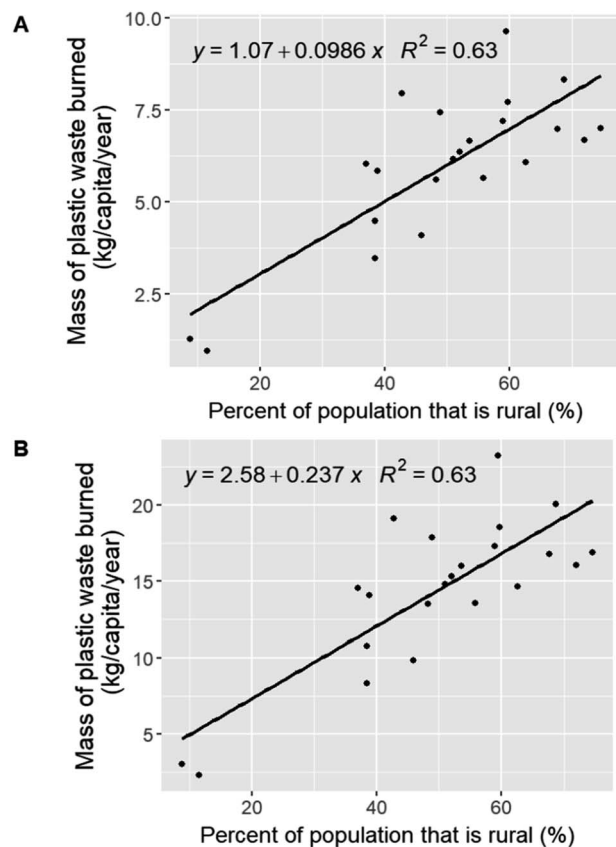 A
y = 1.07 + 0.0986 x R² = 0.63
10.0
7.5
5.0
2.5
Mass of plastic waste burned
(kg/capita/year)
20 40 60
Percent of population that is rural (%)
B
y = 2.58 + 0.237 x R² = 0.63
20
15
10
5
Mass of plastic waste burned
(kg/capita/year)
20 40 60
Percent of population that is rural (%)